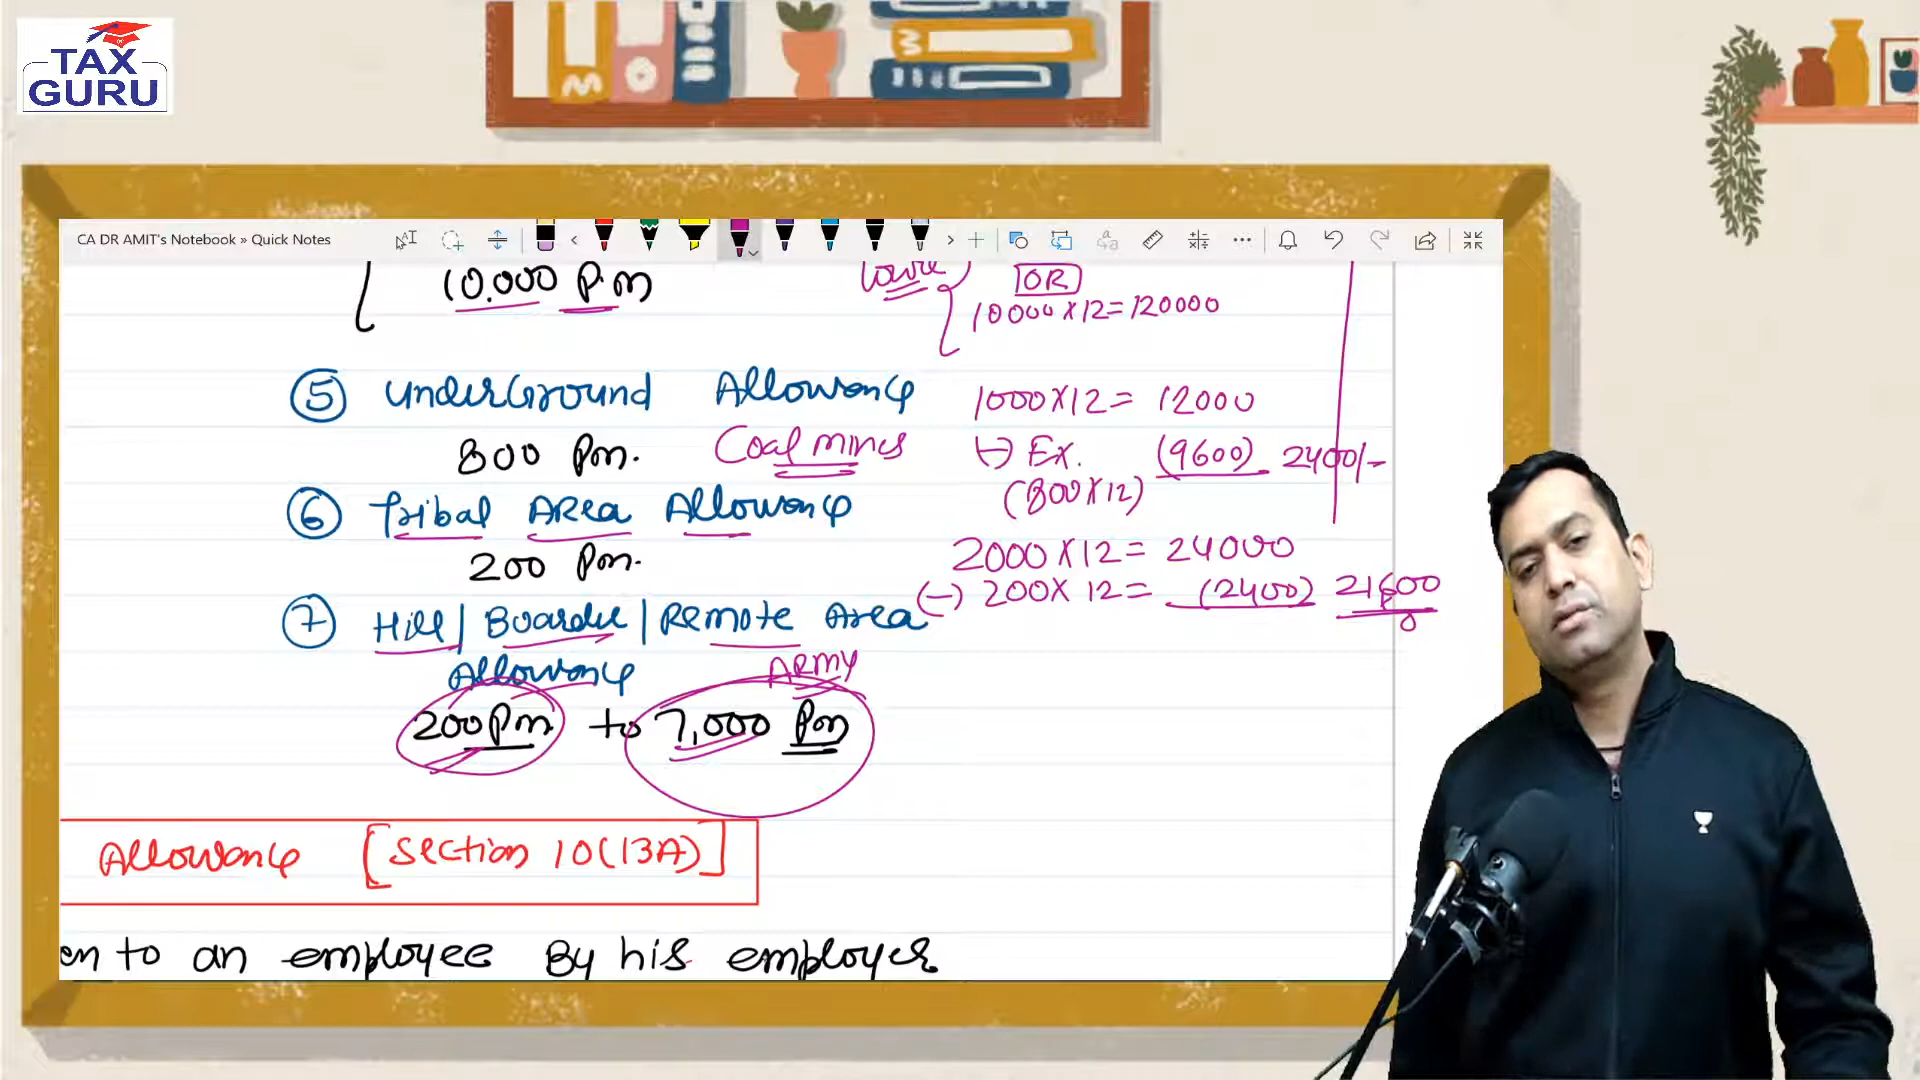 TAX
GURU
CA DR AMIT's Notebook » Quick Notes
10,000 P.m
OR
10000×12=120000
⑤ UnderGround Allowance
1000×12= 12000
800 Pm. Coal mines
(-) Ex. (9600) 2400/-
(800×12)
⑥ Tribal Area Allowance
200 Pm.
2000×12= 24000
(-) 200×12= (2400) 21600
⑦ Hill/Boarder/Remote Area
Allowance ARMY
200 Pm to 7,000 Pm
Allowance [Section 10(13A)]
en to an employee By his employer